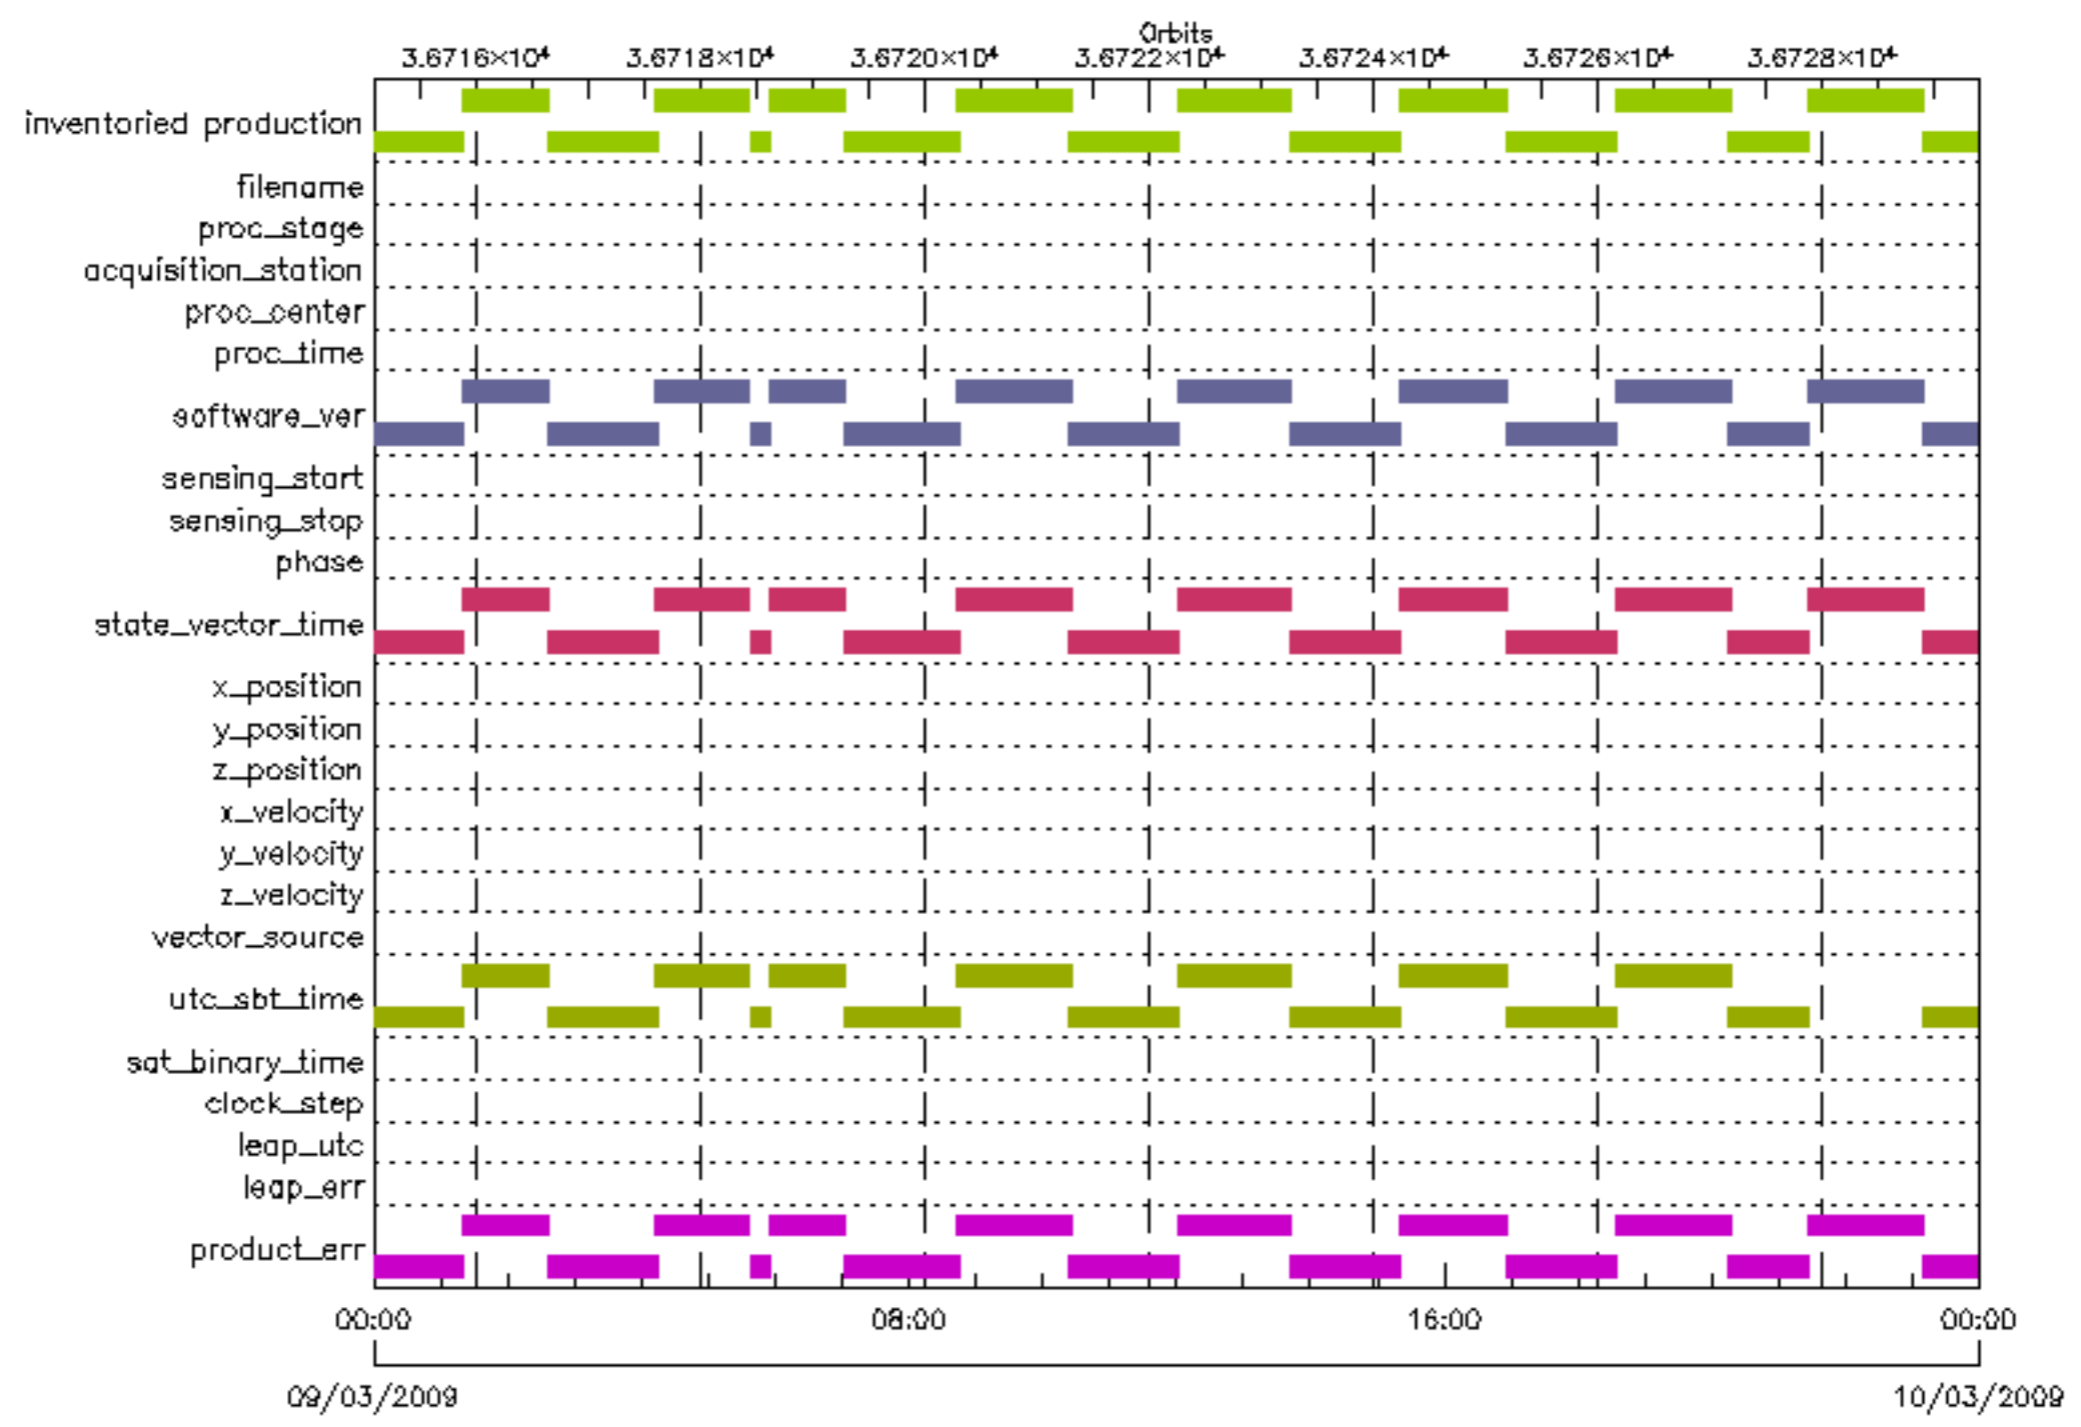 Orbits
3.6716×10⁴ 3.6718×10⁴ 3.6720×10⁴ 3.6722×10⁴ 3.6724×10⁴ 3.6726×10⁴ 3.6728×10⁴
inventoried production
filename
proc_stage
acquisition_station
proc_center
proc_time
software_ver
sensing_start
sensing_stop
phase
state_vector_time
x_position
y_position
z_position
x_velocity
y_velocity
z_velocity
vector_source
utc_sbt_time
sat_binary_time
clock_step
leap_utc
leap_err
product_err
00:00 08:00 16:00 00:00
09/03/2009 10/03/2009